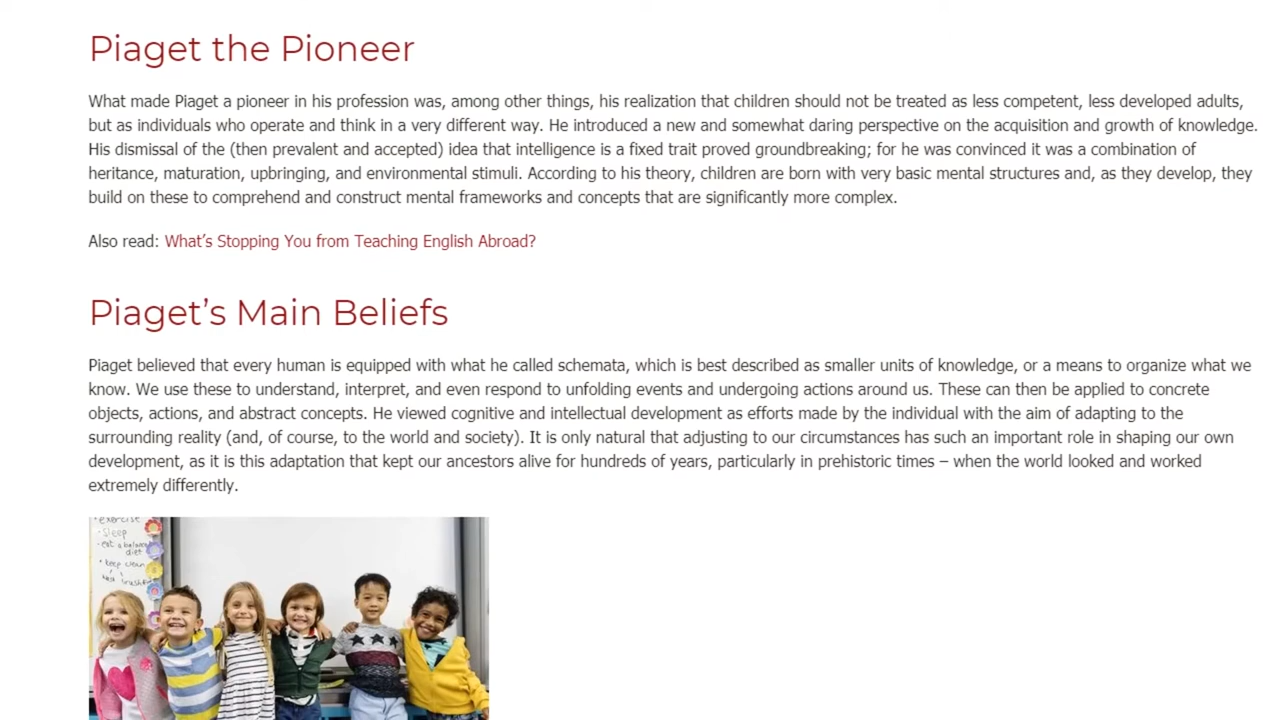 Piaget the Pioneer
What made Piaget a pioneer in his profession was, among other things, his realization that children should not be treated as less competent, less developed adults,
but as individuals who operate and think in a very different way. He introduced a new and somewhat daring perspective on the acquisition and growth of knowledge.
His dismissal of the (then prevalent and accepted) idea that intelligence is a fixed trait proved groundbreaking; for he was convinced it was a combination of
heritance, maturation, upbringing, and environmental stimuli. According to his theory, children are born with very basic mental structures and, as they develop, they
build on these to comprehend and construct mental frameworks and concepts that are significantly more complex.
Also read: What's Stopping You from Teaching English Abroad?
Piaget's Main Beliefs
Piaget believed that every human is equipped with what he called schemata, which is best described as smaller units of knowledge, or a means to organize what we
know. We use these to understand, interpret, and even respond to unfolding events and undergoing actions around us. These can then be applied to concrete
objects, actions, and abstract concepts. He viewed cognitive and intellectual development as efforts made by the individual with the aim of adapting to the
surrounding reality (and, of course, to the world and society). It is only natural that adjusting to our circumstances has such an important role in shaping our own
development, as it is this adaptation that kept our ancestors alive for hundreds of years, particularly in prehistoric times – when the world looked and worked
extremely differently.
• exercise
• Sleep
• eat a balance
diet
• keep clean